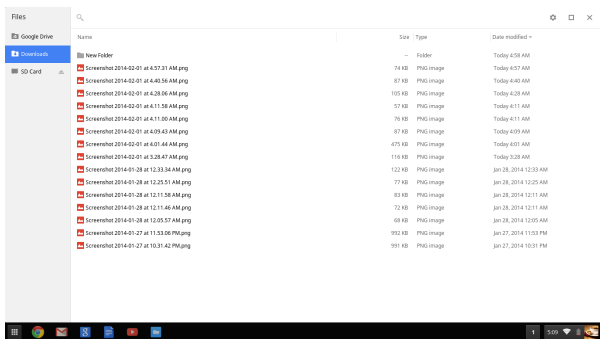 Files
Google Drive
Downloads
SD Card
Name Size Type Date modified
New Folder -- Folder Today 4:58 AM
Screenshot 2014-02-01 at 4.57.31 AM.png 74 KB PNG image Today 4:57 AM
Screenshot 2014-02-01 at 4.40.56 AM.png 87 KB PNG image Today 4:40 AM
Screenshot 2014-02-01 at 4.28.06 AM.png 105 KB PNG image Today 4:28 AM
Screenshot 2014-02-01 at 4.11.58 AM.png 57 KB PNG image Today 4:11 AM
Screenshot 2014-02-01 at 4.11.00 AM.png 76 KB PNG image Today 4:11 AM
Screenshot 2014-02-01 at 4.09.43 AM.png 87 KB PNG image Today 4:09 AM
Screenshot 2014-02-01 at 4.01.44 AM.png 475 KB PNG image Today 4:01 AM
Screenshot 2014-02-01 at 3.28.47 AM.png 116 KB PNG image Today 3:28 AM
Screenshot 2014-01-28 at 12.33.34 AM.png 122 KB PNG image Jan 28, 2014 12:33 AM
Screenshot 2014-01-28 at 12.25.51 AM.png 77 KB PNG image Jan 28, 2014 12:25 AM
Screenshot 2014-01-28 at 12.11.56 AM.png 83 KB PNG image Jan 28, 2014 12:11 AM
Screenshot 2014-01-28 at 12.11.46 AM.png 72 KB PNG image Jan 28, 2014 12:11 AM
Screenshot 2014-01-28 at 12.05.57 AM.png 68 KB PNG image Jan 28, 2014 12:05 AM
Screenshot 2014-01-27 at 11.53.06 PM.png 992 KB PNG image Jan 27, 2014 11:53 PM
Screenshot 2014-01-27 at 10.31.42 PM.png 991 KB PNG image Jan 27, 2014 10:31 PM
1 5:09